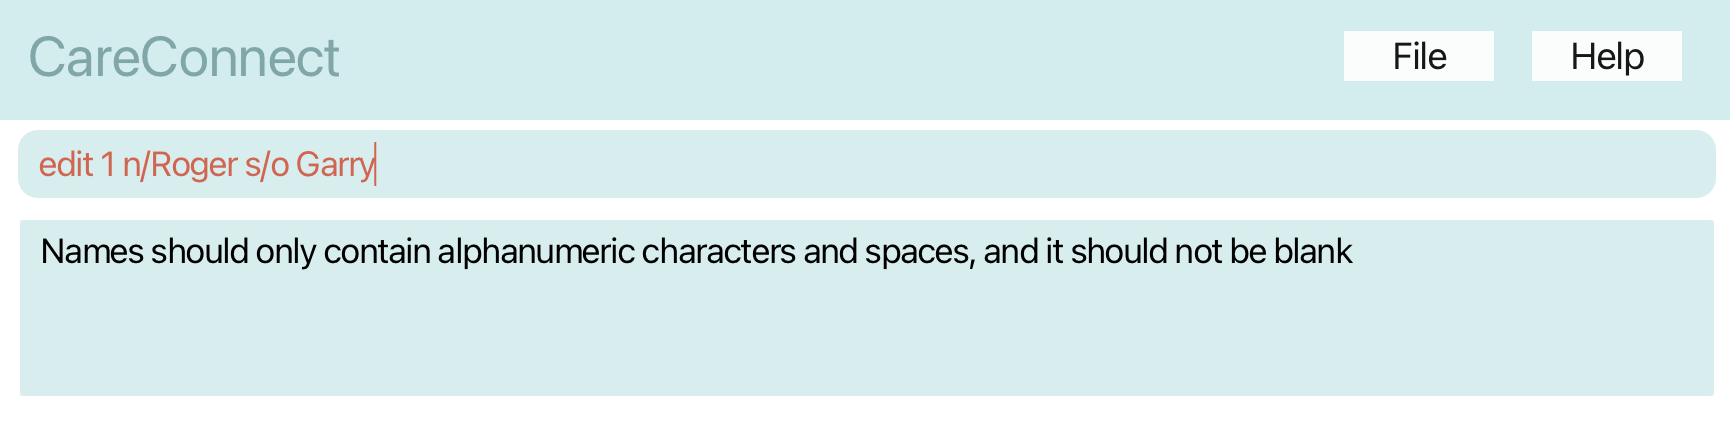 CareConnect
File
Help
edit 1 n/Roger s/o Garry
Names should only contain alphanumeric characters and spaces, and it should not be blank